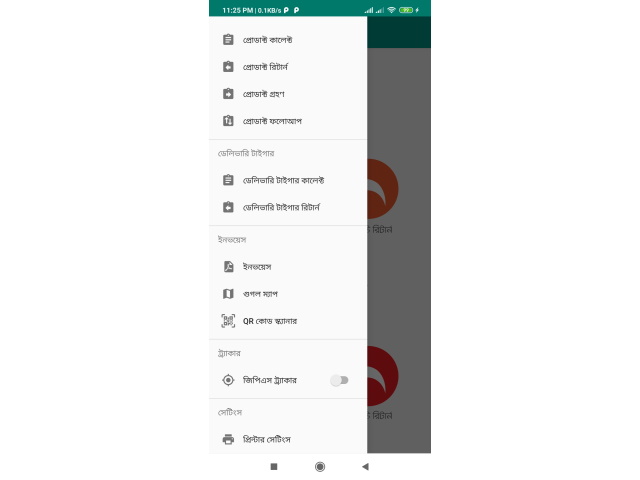 11:25 PM | 0.1KB/s
প্রোডাক্ট কালেক্ট
প্রোডাক্ট রিটার্ন
প্রোডাক্ট গ্রহণ
প্রোডাক্ট ফলোআপ
ডেলিভারি টাইগার
ডেলিভারি টাইগার কালেক্ট
ডেলিভারি টাইগার রিটার্ন
ইনভয়েস
ইনভয়েস
গুগল ম্যাপ
QR কোড স্ক্যানার
ট্র্যাকার
জিপিএস ট্র্যাকার
সেটিংস
প্রিন্টার সেটিংস
রিটার্ন
রিটার্ন